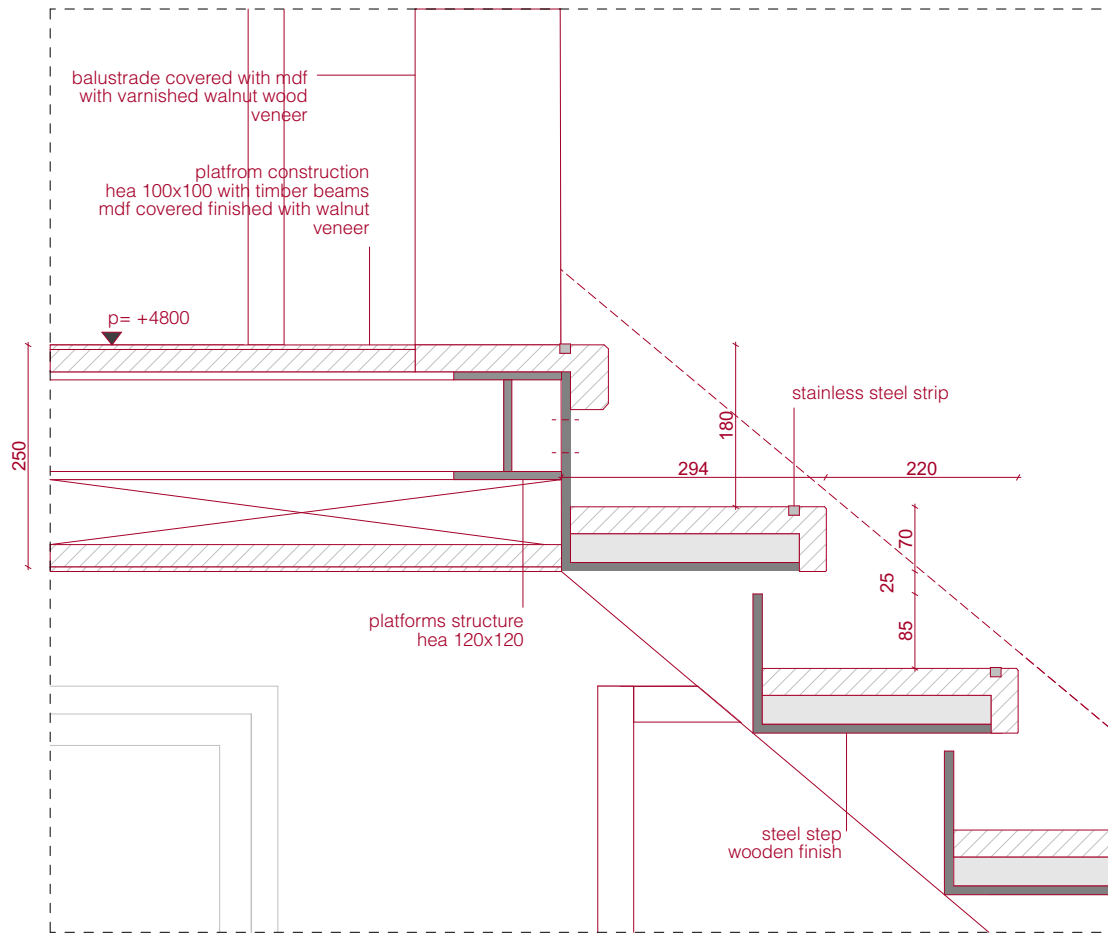 balustrade covered with mdf
with varnished walnut wood
veneer
platfrom construction
hea 100x100 with timber beams
mdf covered finished with walnut
veneer
p= +4800
stainless steel strip
180
250
294
220
70
25
85
platforms structure
hea 120x120
steel step
wooden finish